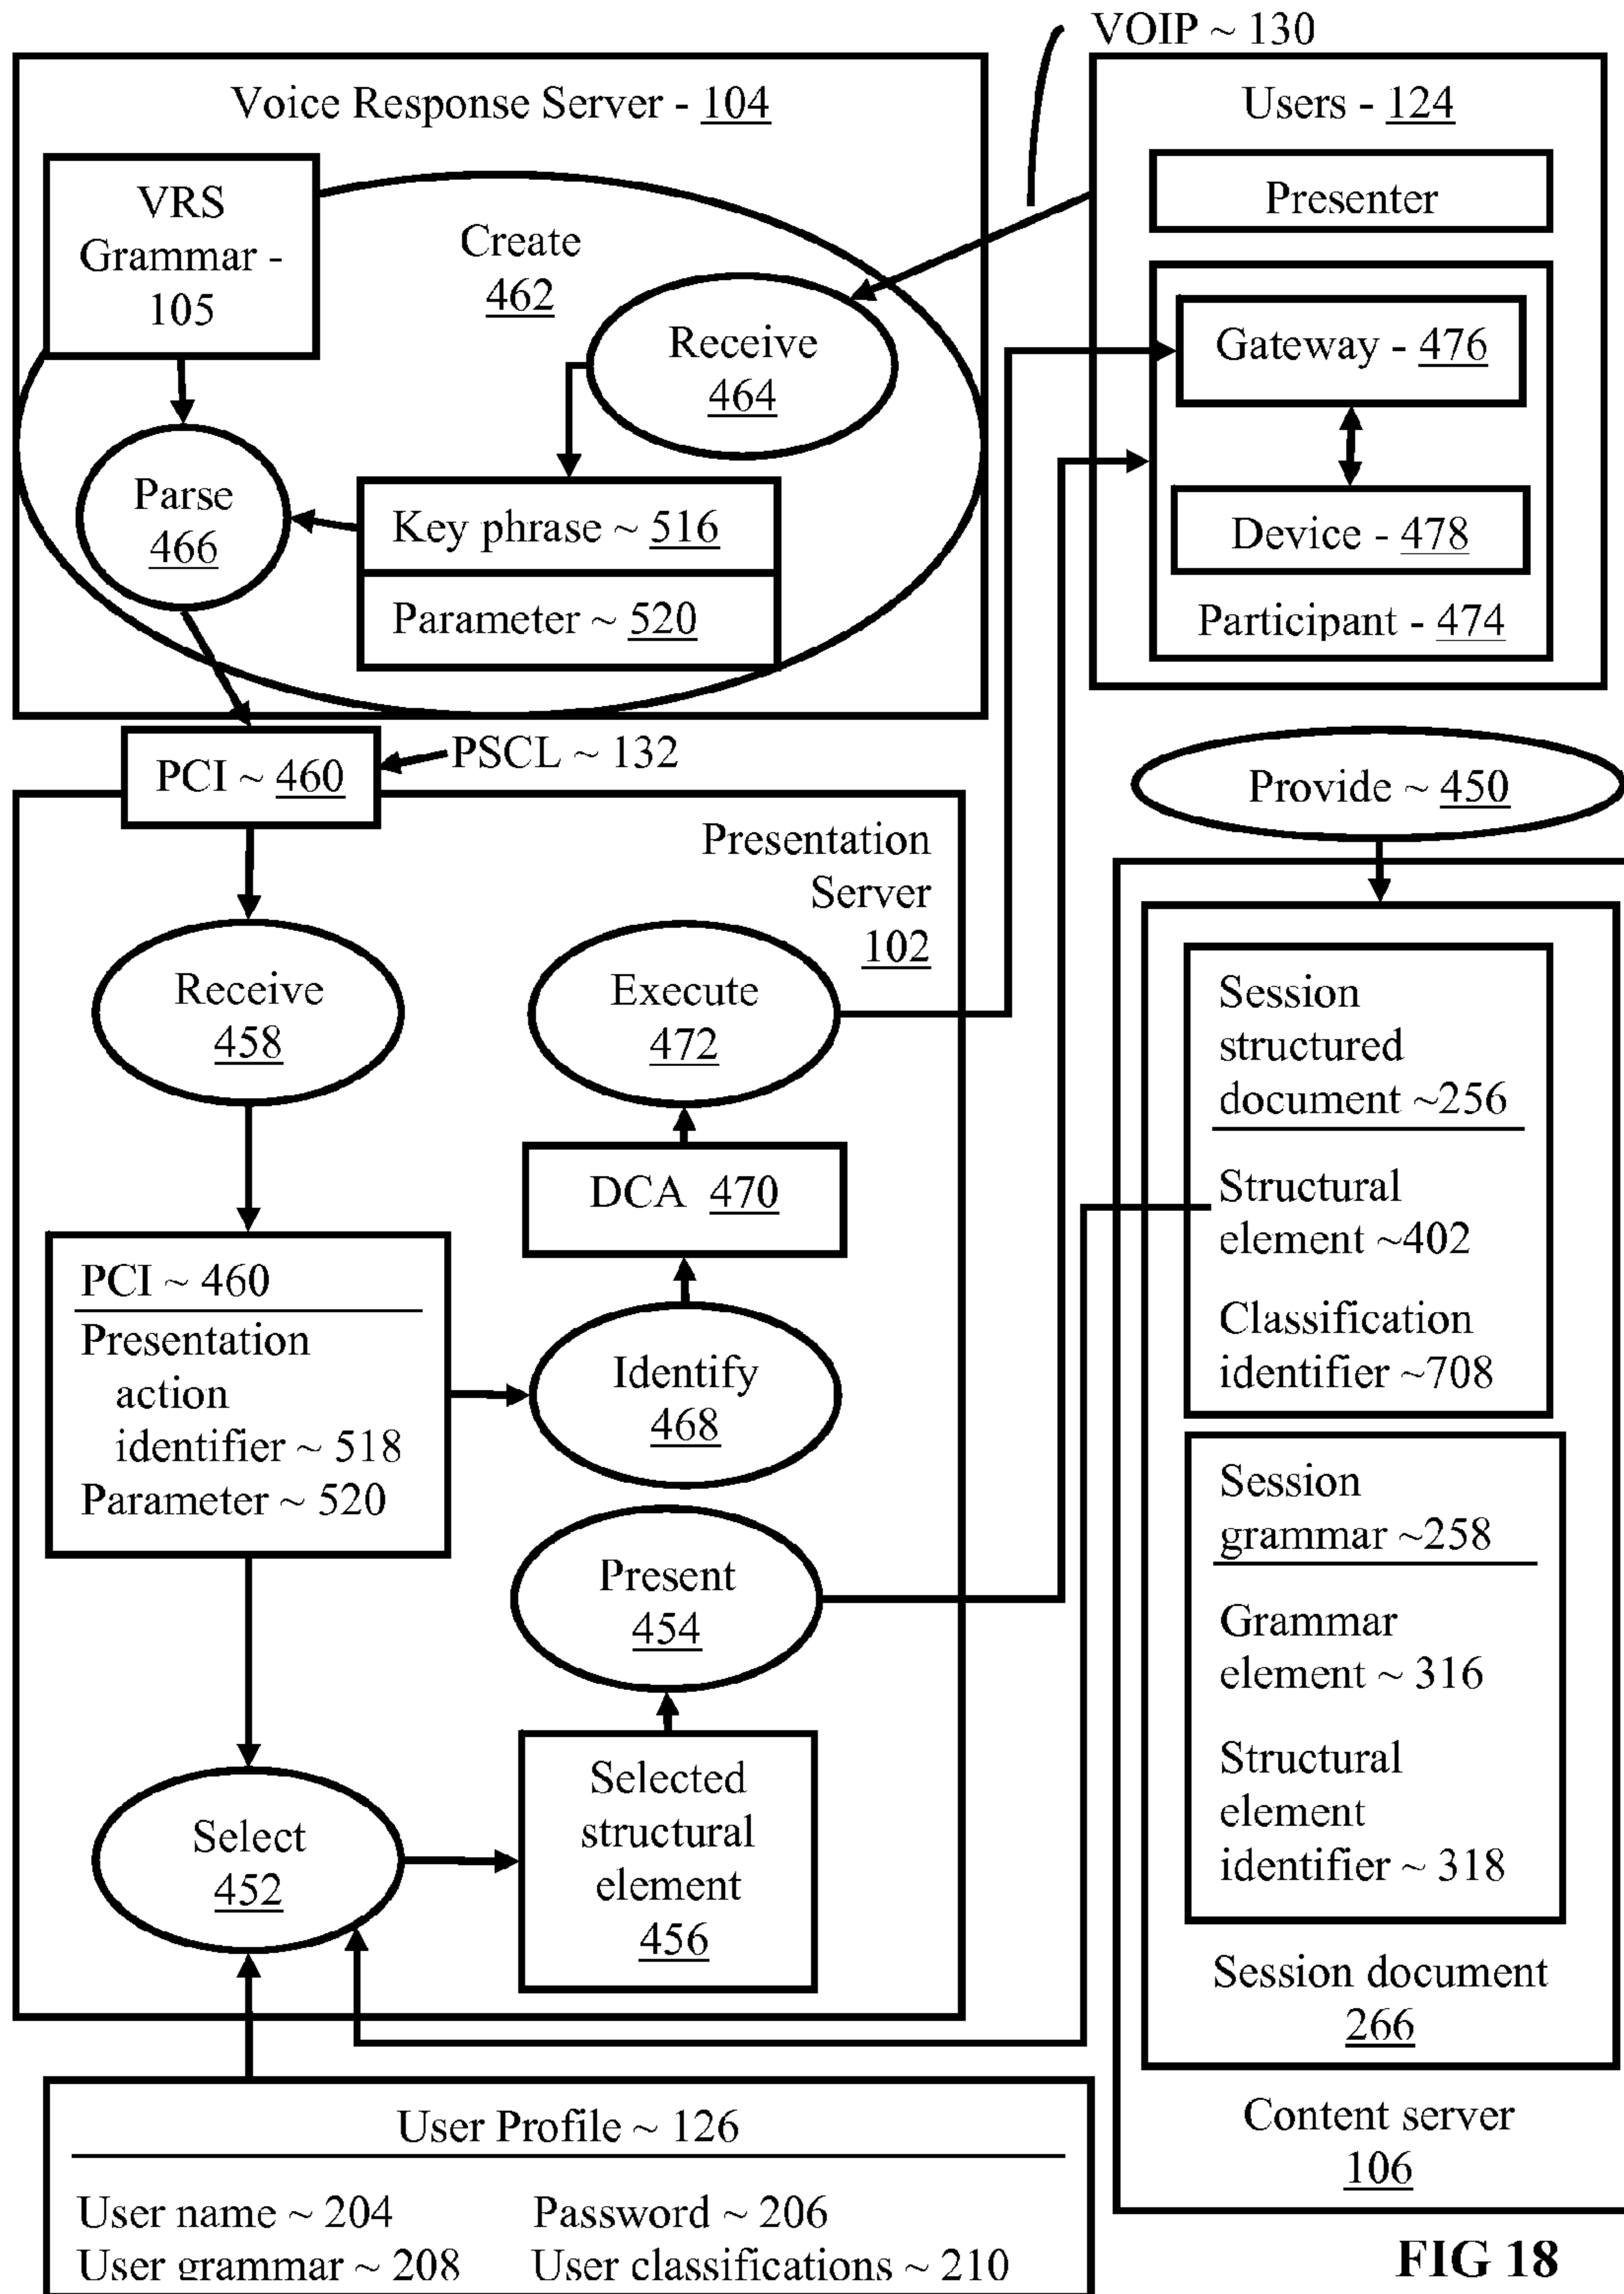 VOIP ~ 130
Voice Response Server - 104
VRS
Grammar -
105
Create
462
Receive
464
Parse
466
Key phrase ~ 516
Parameter ~ 520
Users - 124
Presenter
Gateway - 476
Device - 478
Participant - 474
PCI ~ 460
PSCL ~ 132
Presentation
Server
102
Receive
458
Execute
472
DCA 470
PCI ~ 460
Presentation
action
identifier ~ 518
Parameter ~ 520
Identify
468
Present
454
Select
452
Selected
structural
element
456
Provide ~ 450
Session
structured
document ~256
Structural
element ~402
Classification
identifier ~708
Session
grammar ~258
Grammar
element ~ 316
Structural
element
identifier ~ 318
Session document
266
Content server
106
User Profile ~ 126
User name ~ 204
Password ~ 206
User grammar ~ 208
User classifications ~ 210
FIG 18